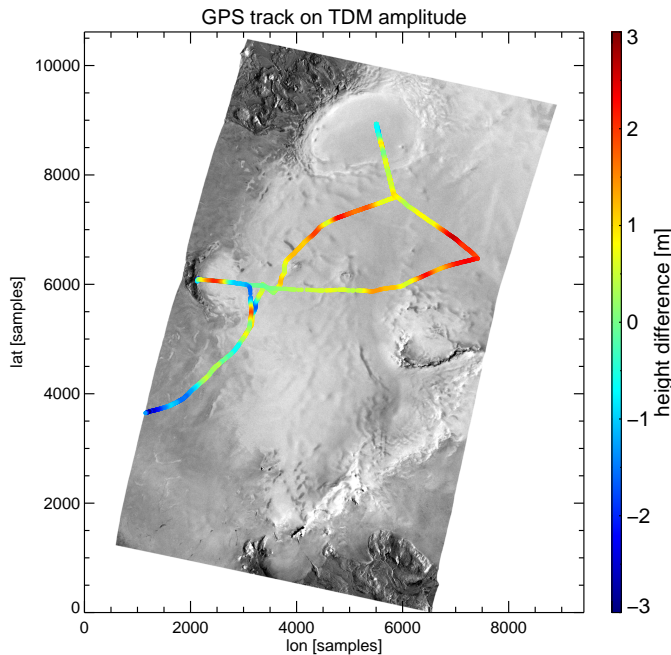 GPS track on TDM amplitude
10000
8000
6000
4000
2000
0
lat [samples]
0 2000 4000 6000 8000
lon [samples]
3
2
1
0
−1
−2
−3
height difference [m]